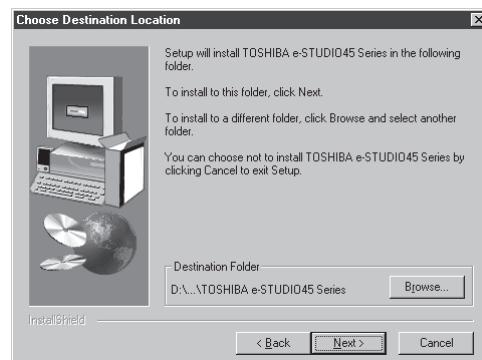 Choose Destination Location
Setup will install TOSHIBA e-STUDIO45 Series in the following
folder.
To install to this folder, click Next.
To install to a different folder, click Browse and select another
folder.
You can choose not to install TOSHIBA e-STUDIO45 Series by
clicking Cancel to exit Setup.
Destination Folder
D:\...\TOSHIBA e-STUDIO45 Series
Browse...
InstallShield
< Back
Next >
Cancel